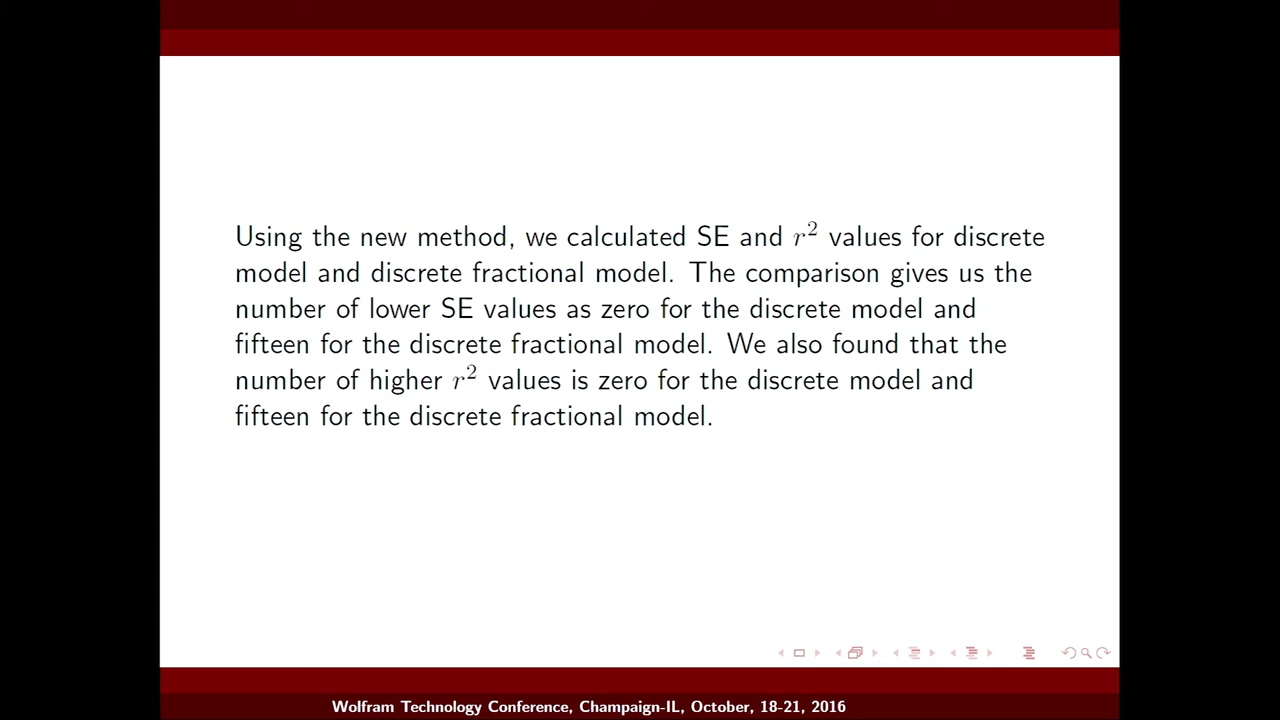 Using the new method, we calculated SE and r² values for discrete
model and discrete fractional model. The comparison gives us the
number of lower SE values as zero for the discrete model and
fifteen for the discrete fractional model. We also found that the
number of higher r² values is zero for the discrete model and
fifteen for the discrete fractional model.
Wolfram Technology Conference, Champaign-IL, October, 18-21, 2016